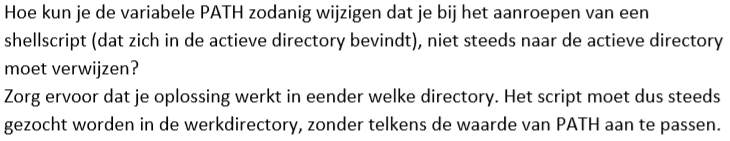 Hoe kun je de variabele PATH zodanig wijzigen dat je bij het aanroepen van een
shellscript (dat zich in de actieve directory bevindt), niet steeds naar de actieve directory
moet verwijzen?
Zorg ervoor dat je oplossing werkt in eender welke directory. Het script moet dus steeds
gezocht worden in de werkdirectory, zonder telkens de waarde van PATH aan te passen.